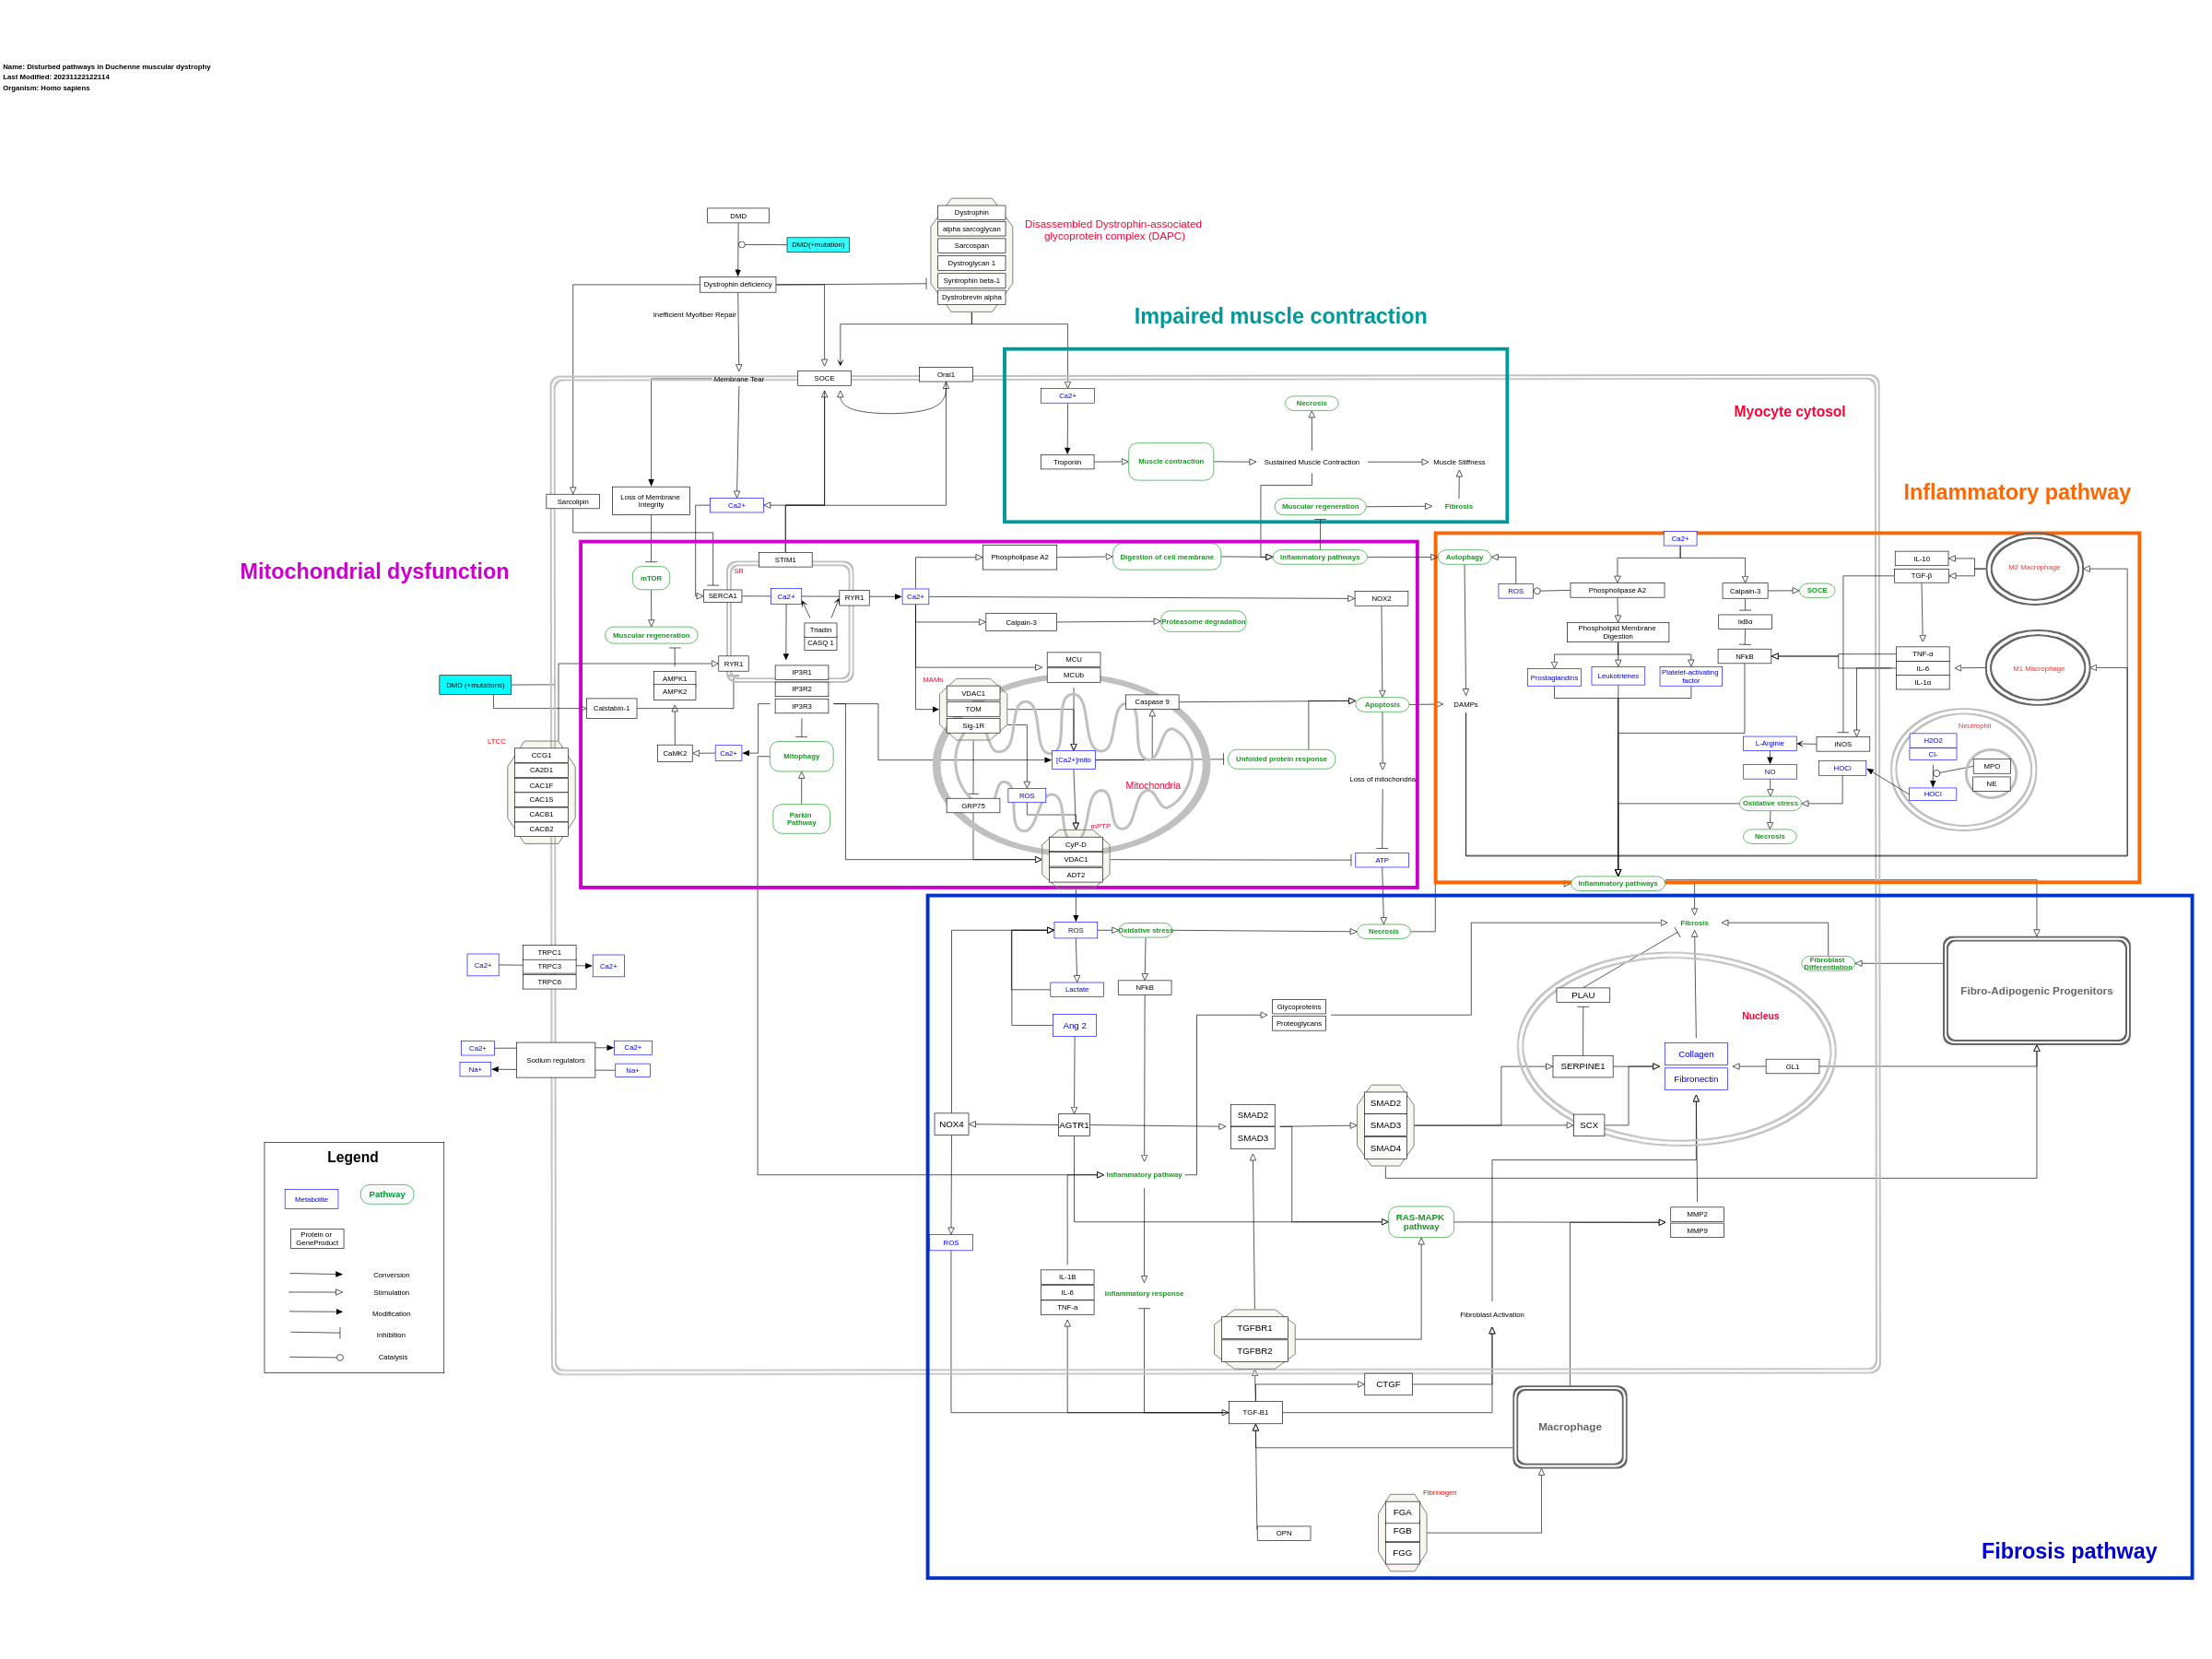 Name: Disturbed pathways in Duchenne muscular dystrophy
Last Modified: 20231122122114
Organism: Homo sapiens
DMD
DMD(+mutation)
Dystrophin deficiency
Inefficient Myofiber Repair
Dystrophin
alpha sarcoglycan
Sarcospan
Dystroglycan 1
Syntrophin beta-1
Dystrobrevin alpha
Disassembled Dystrophin-associated
glycoprotein complex (DAPC)
Impaired muscle contraction
Membrane Tear
SOCE
Orai1
Ca2+
Necrosis
Troponin
Muscle contraction
Sustained Muscle Contraction
Muscle Stiffness
Muscular regeneration
Fibrosis
Myocyte cytosol
Inflammatory pathway
Sarcolipin
Loss of Membrane
Integrity
Ca2+
Mitochondrial dysfunction
mTOR
SR
STIM1
SERCA1
Ca2+
RYR1
Ca2+
Triadin
CASQ 1
Muscular regeneration
RYR1
AMPK1
AMPK2
IP3R1
IP3R2
IP3R3
Calstabin-1
CaMK2
Ca2+
Mitophagy
Parkin
Pathway
DMD (+mutations)
LTCC
CCG1
CA2D1
CAC1F
CAC1S
CACB1
CACB2
Phospholipase A2
Digestion of cell membrane
Inflammatory pathways
Calpain-3
Proteasome degradation
NOX2
MCU
MCUb
MAMs
VDAC1
TOM
Sig-1R
Caspase 9
Apoptosis
[Ca2+]mito
Unfolded protein response
Mitochondria
ROS
GRP75
Loss of mitochondria
mPTP
CyP-D
VDAC1
ADT2
ATP
Autophagy
DAMPs
Ca2+
ROS
Phospholipase A2
Calpain-3
SOCE
IκBα
Phospholipid Membrane
Digestion
NFkB
Prostaglandins
Leukotrienes
Platelet-activating
factor
IL-10
TGF-β
M2 Macrophage
TNF-α
IL-6
IL-1α
M1 Macrophage
Neutrophil
L-Arginie
iNOS
NO
HOCl
H2O2
Cl-
HOCl
MPO
NE
Oxidative stress
Necrosis
Inflammatory pathways
TRPC1
TRPC3
TRPC6
Ca2+
Ca2+
Sodium regulators
Ca2+
Na+
Ca2+
Na+
ROS
Oxidative stress
Necrosis
Lactate
NFkB
Ang 2
Glycoproteins
Proteoglycans
Fibrosis
Fibroblast
Differentiation
Fibro-Adipogenic Progenitors
PLAU
Nucleus
SERPINE1
Collagen
Fibronectin
GL1
SCX
NOX4
AGTR1
SMAD2
SMAD3
SMAD2
SMAD3
SMAD4
Inflammatory pathway
RAS-MAPK
pathway
MMP2
MMP9
ROS
IL-1B
IL-6
TNF-a
Inflammatory response
TGFBR1
TGFBR2
Fibroblast Activation
CTGF
TGF-B1
Macrophage
OPN
Fibrinogen
FGA
FGB
FGG
Fibrosis pathway
Legend
Metabolite
Pathway
Protein or
GeneProduct
Conversion
Stimulation
Modification
Inhibition
Catalysis